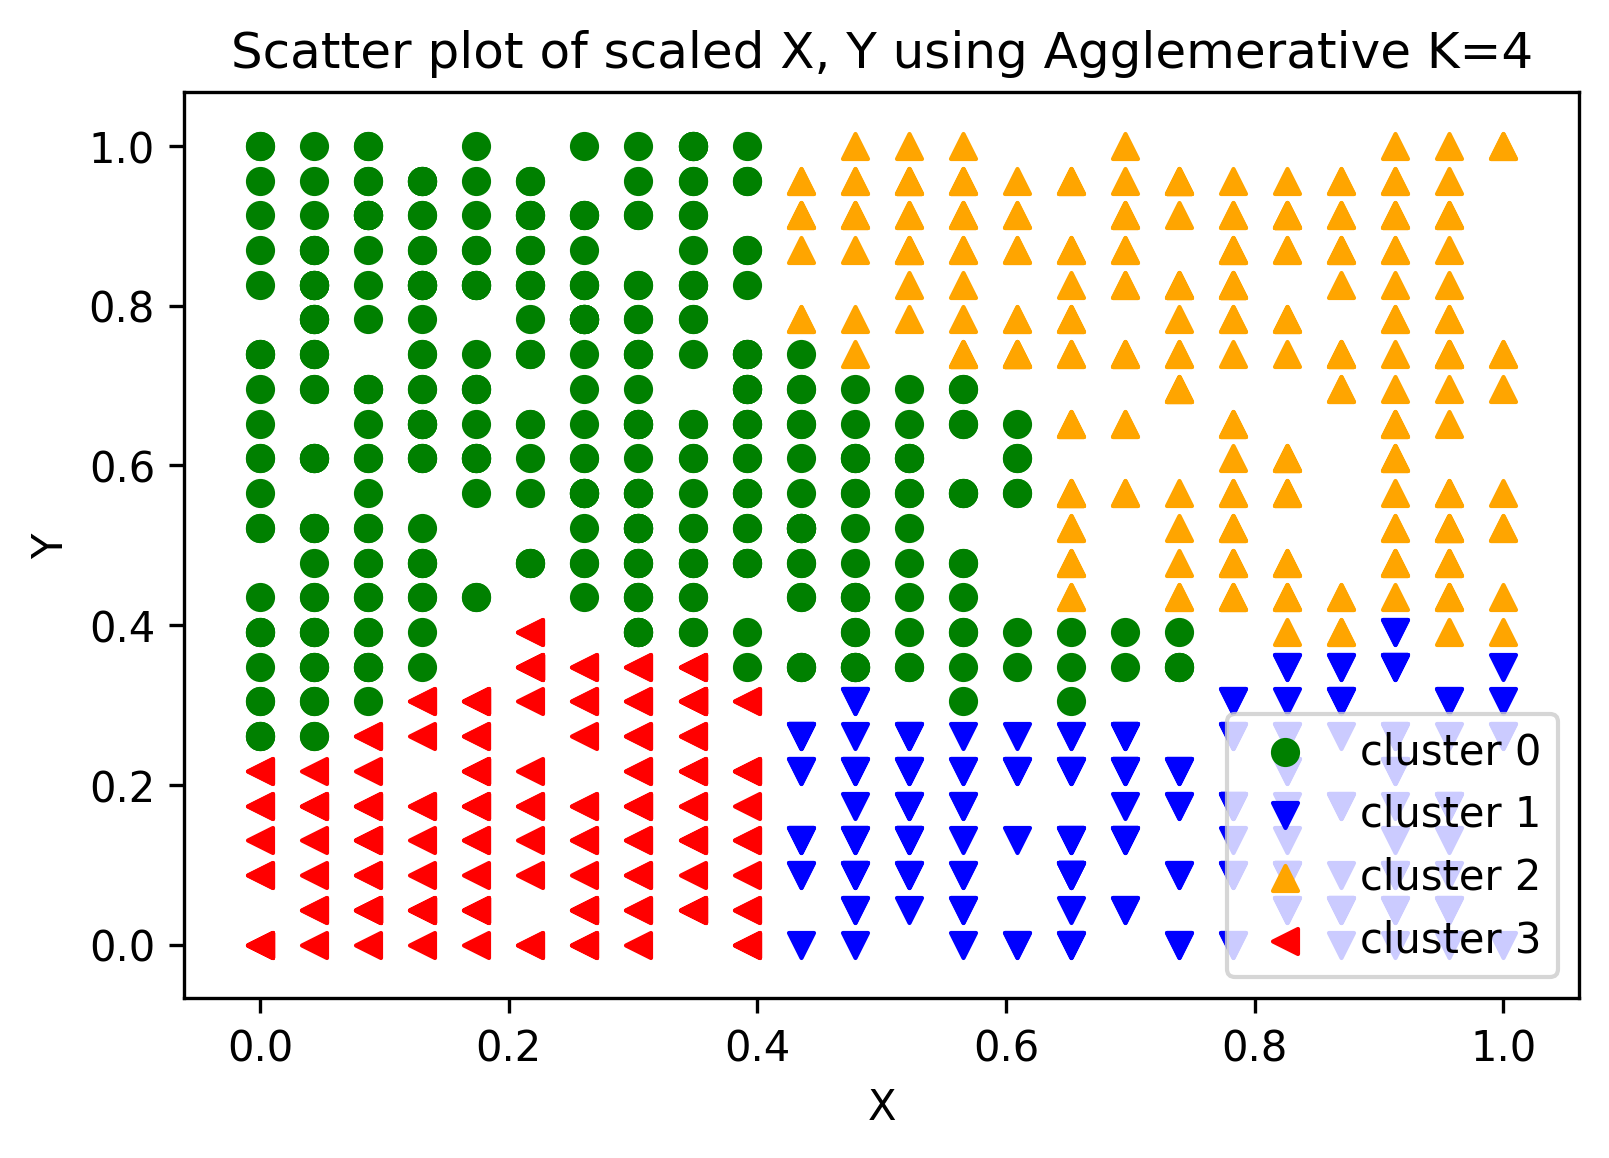 Scatter plot of scaled X, Y using Agglemerative K=4
1.0
0.8
0.6
0.4
0.2
0.0
Y
cluster 0
cluster 1
cluster 2
cluster 3
0.0 0.2 0.4 0.6 0.8 1.0
X